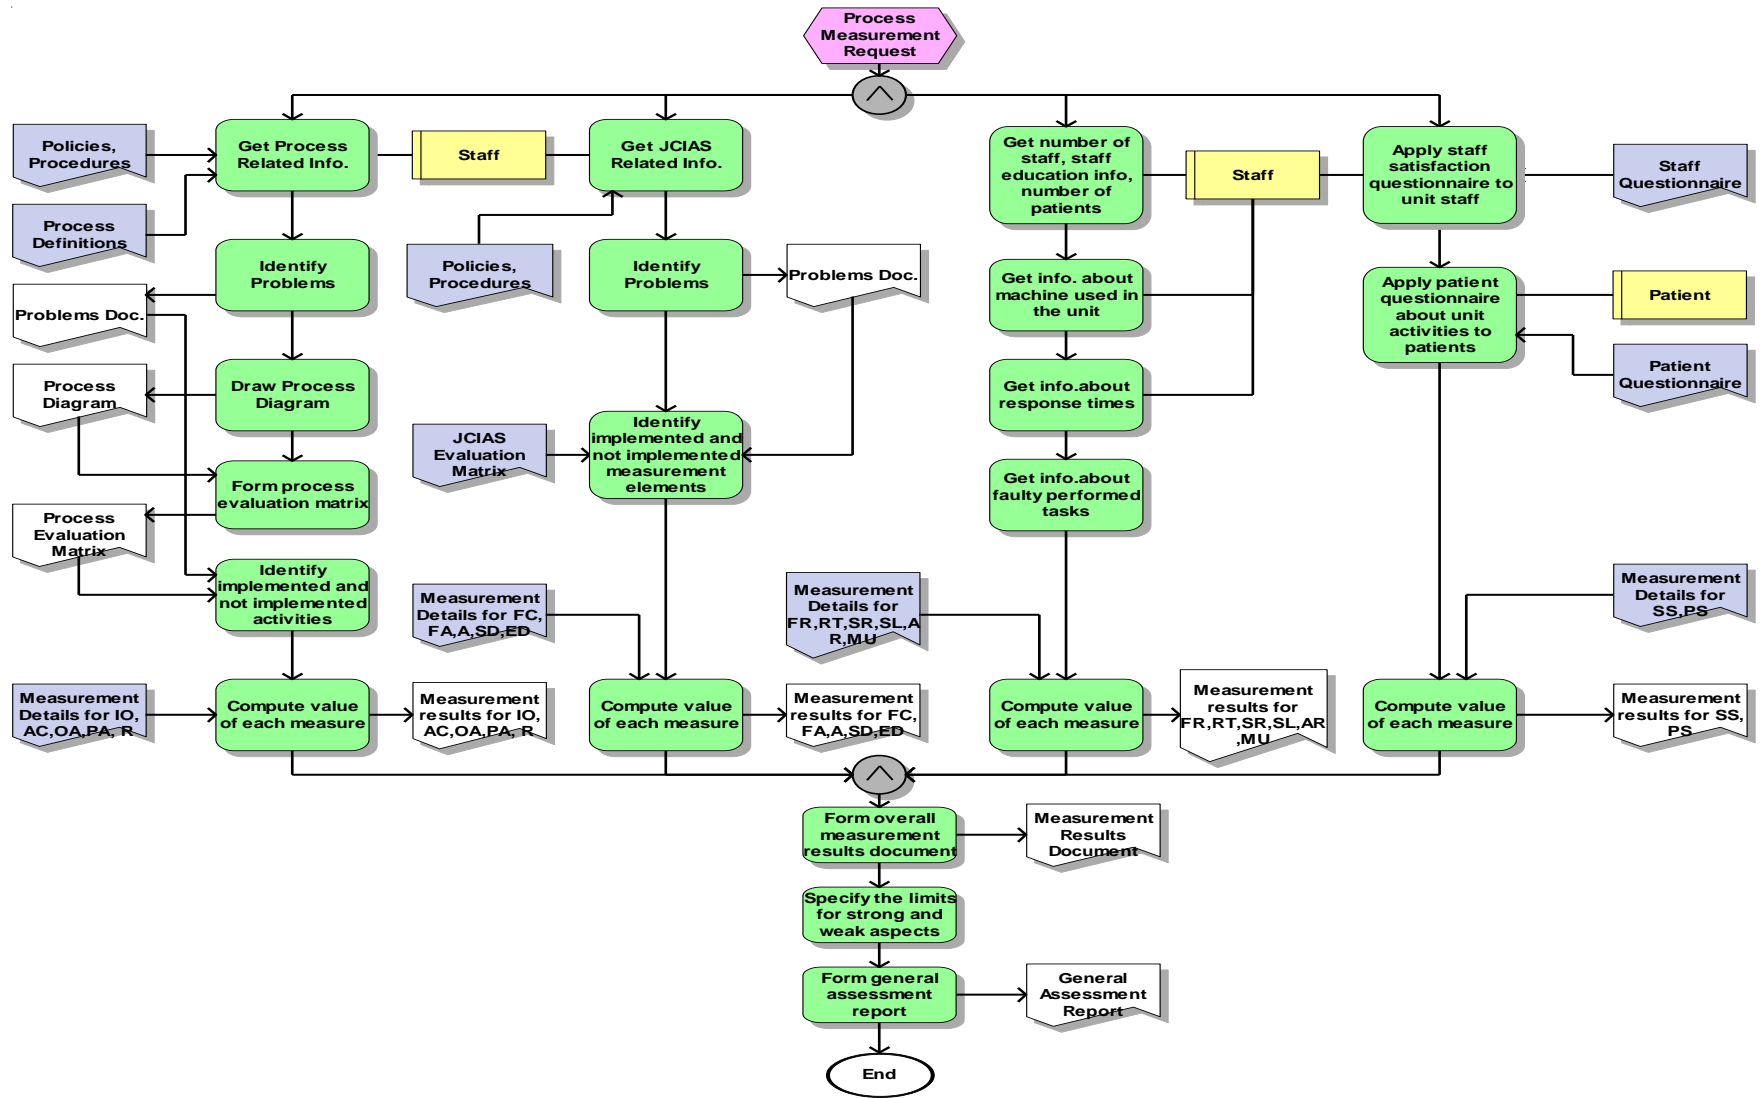 Process
Measurement
Request
Policies,
Procedures
Get Process
Related Info.
Staff
Get JCIAS
Related Info.
Get number of
staff, staff
education info,
number of
patients
Staff
Apply staff
satisfaction
questionnaire to
unit staff
Staff
Questionnaire
Process
Definitions
Identify
Problems
Policies,
Procedures
Identify
Problems
Problems Doc.
Get info. about
machine used in
the unit
Apply patient
questionnaire
about unit
activities to
patients
Patient
Problems Doc.
Process
Diagram
Draw Process
Diagram
Get info.about
response times
Patient
Questionnaire
JCIAS
Evaluation
Matrix
Identify
implemented and
not implemented
measurement
elements
Form process
evaluation matrix
Get info.about
faulty performed
tasks
Process
Evaluation
Matrix
Identify
implemented and
not implemented
activities
Measurement
Details for FC,
FA,A,SD,ED
Measurement
Details for
FR,RT,SR,SL,A
R,MU
Measurement
Details for
SS,PS
Measurement
Details for IO,
AC,OA,PA, R
Compute value
of each measure
Measurement
results for IO,
AC,OA,PA, R
Compute value
of each measure
Measurement
results for FC,
FA,A,SD,ED
Compute value
of each measure
Measurement
results for
FR,RT,SR,SL,AR
,MU
Compute value
of each measure
Measurement
results for SS,
PS
Form overall
measurement
results document
Measurement
Results
Document
Specify the limits
for strong and
weak aspects
Form general
assessment
report
General
Assessment
Report
End